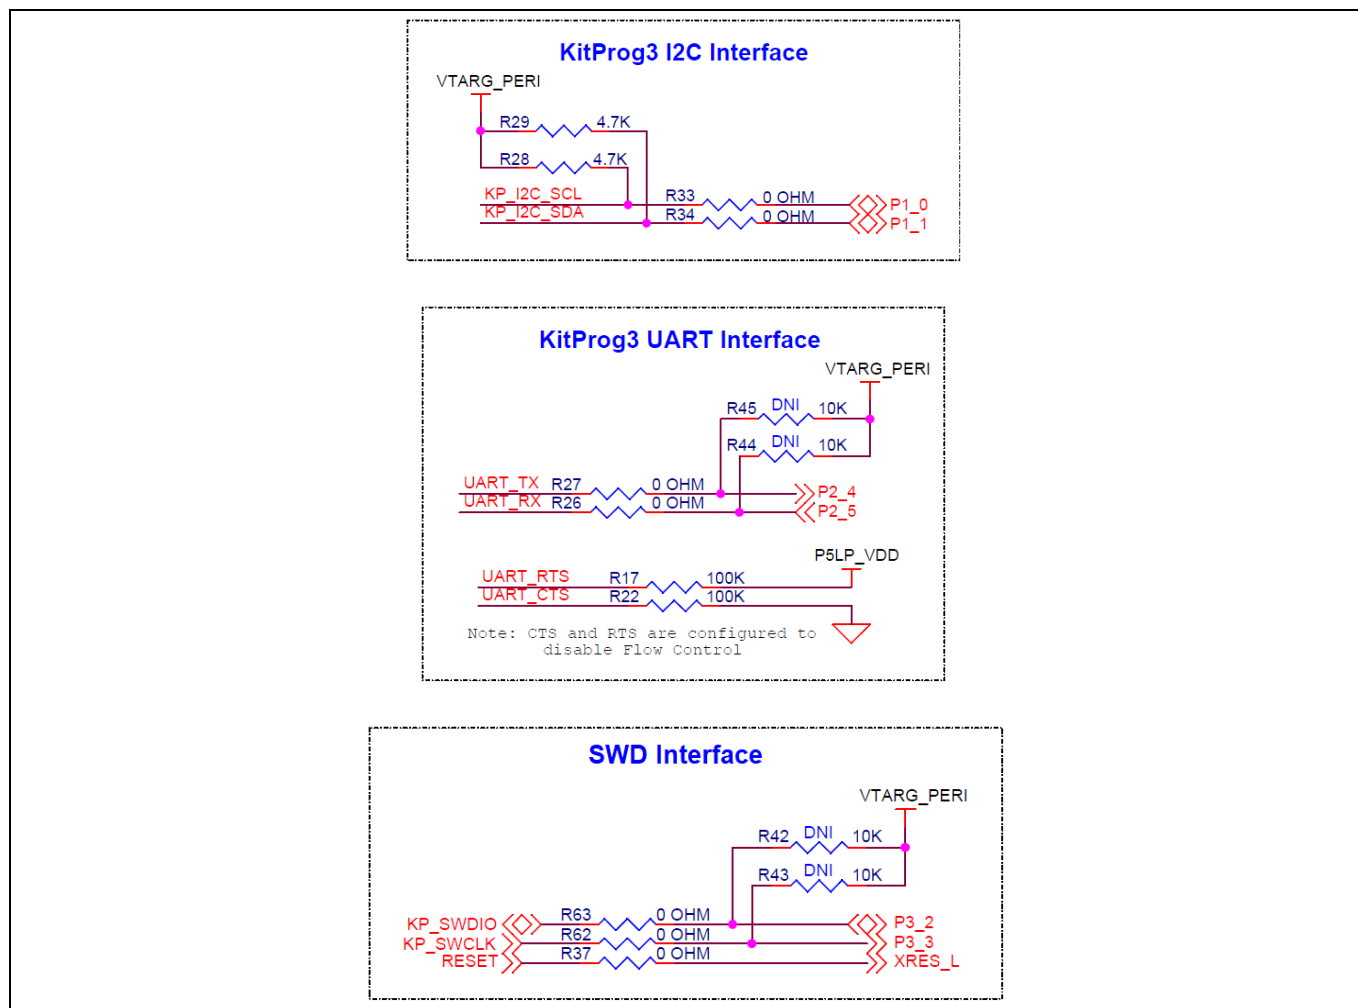 KitProg3 I2C Interface
VTARG_PERI
R29 4.7K
R28 4.7K
KP_I2C_SCL R33 0 OHM P1_0
KP_I2C_SDA R34 0 OHM P1_1
KitProg3 UART Interface
VTARG_PERI
R45 DNI 10K
R44 DNI 10K
UART_TX R27 0 OHM P2_4
UART_RX R26 0 OHM P2_5
P5LP_VDD
UART_RTS R17 100K
UART_CTS R22 100K
Note: CTS and RTS are configured to
disable Flow Control
SWD Interface
VTARG_PERI
R42 DNI 10K
R43 DNI 10K
KP_SWDIO R63 0 OHM P3_2
KP_SWCLK R62 0 OHM P3_3
RESET R37 0 OHM XRES_L